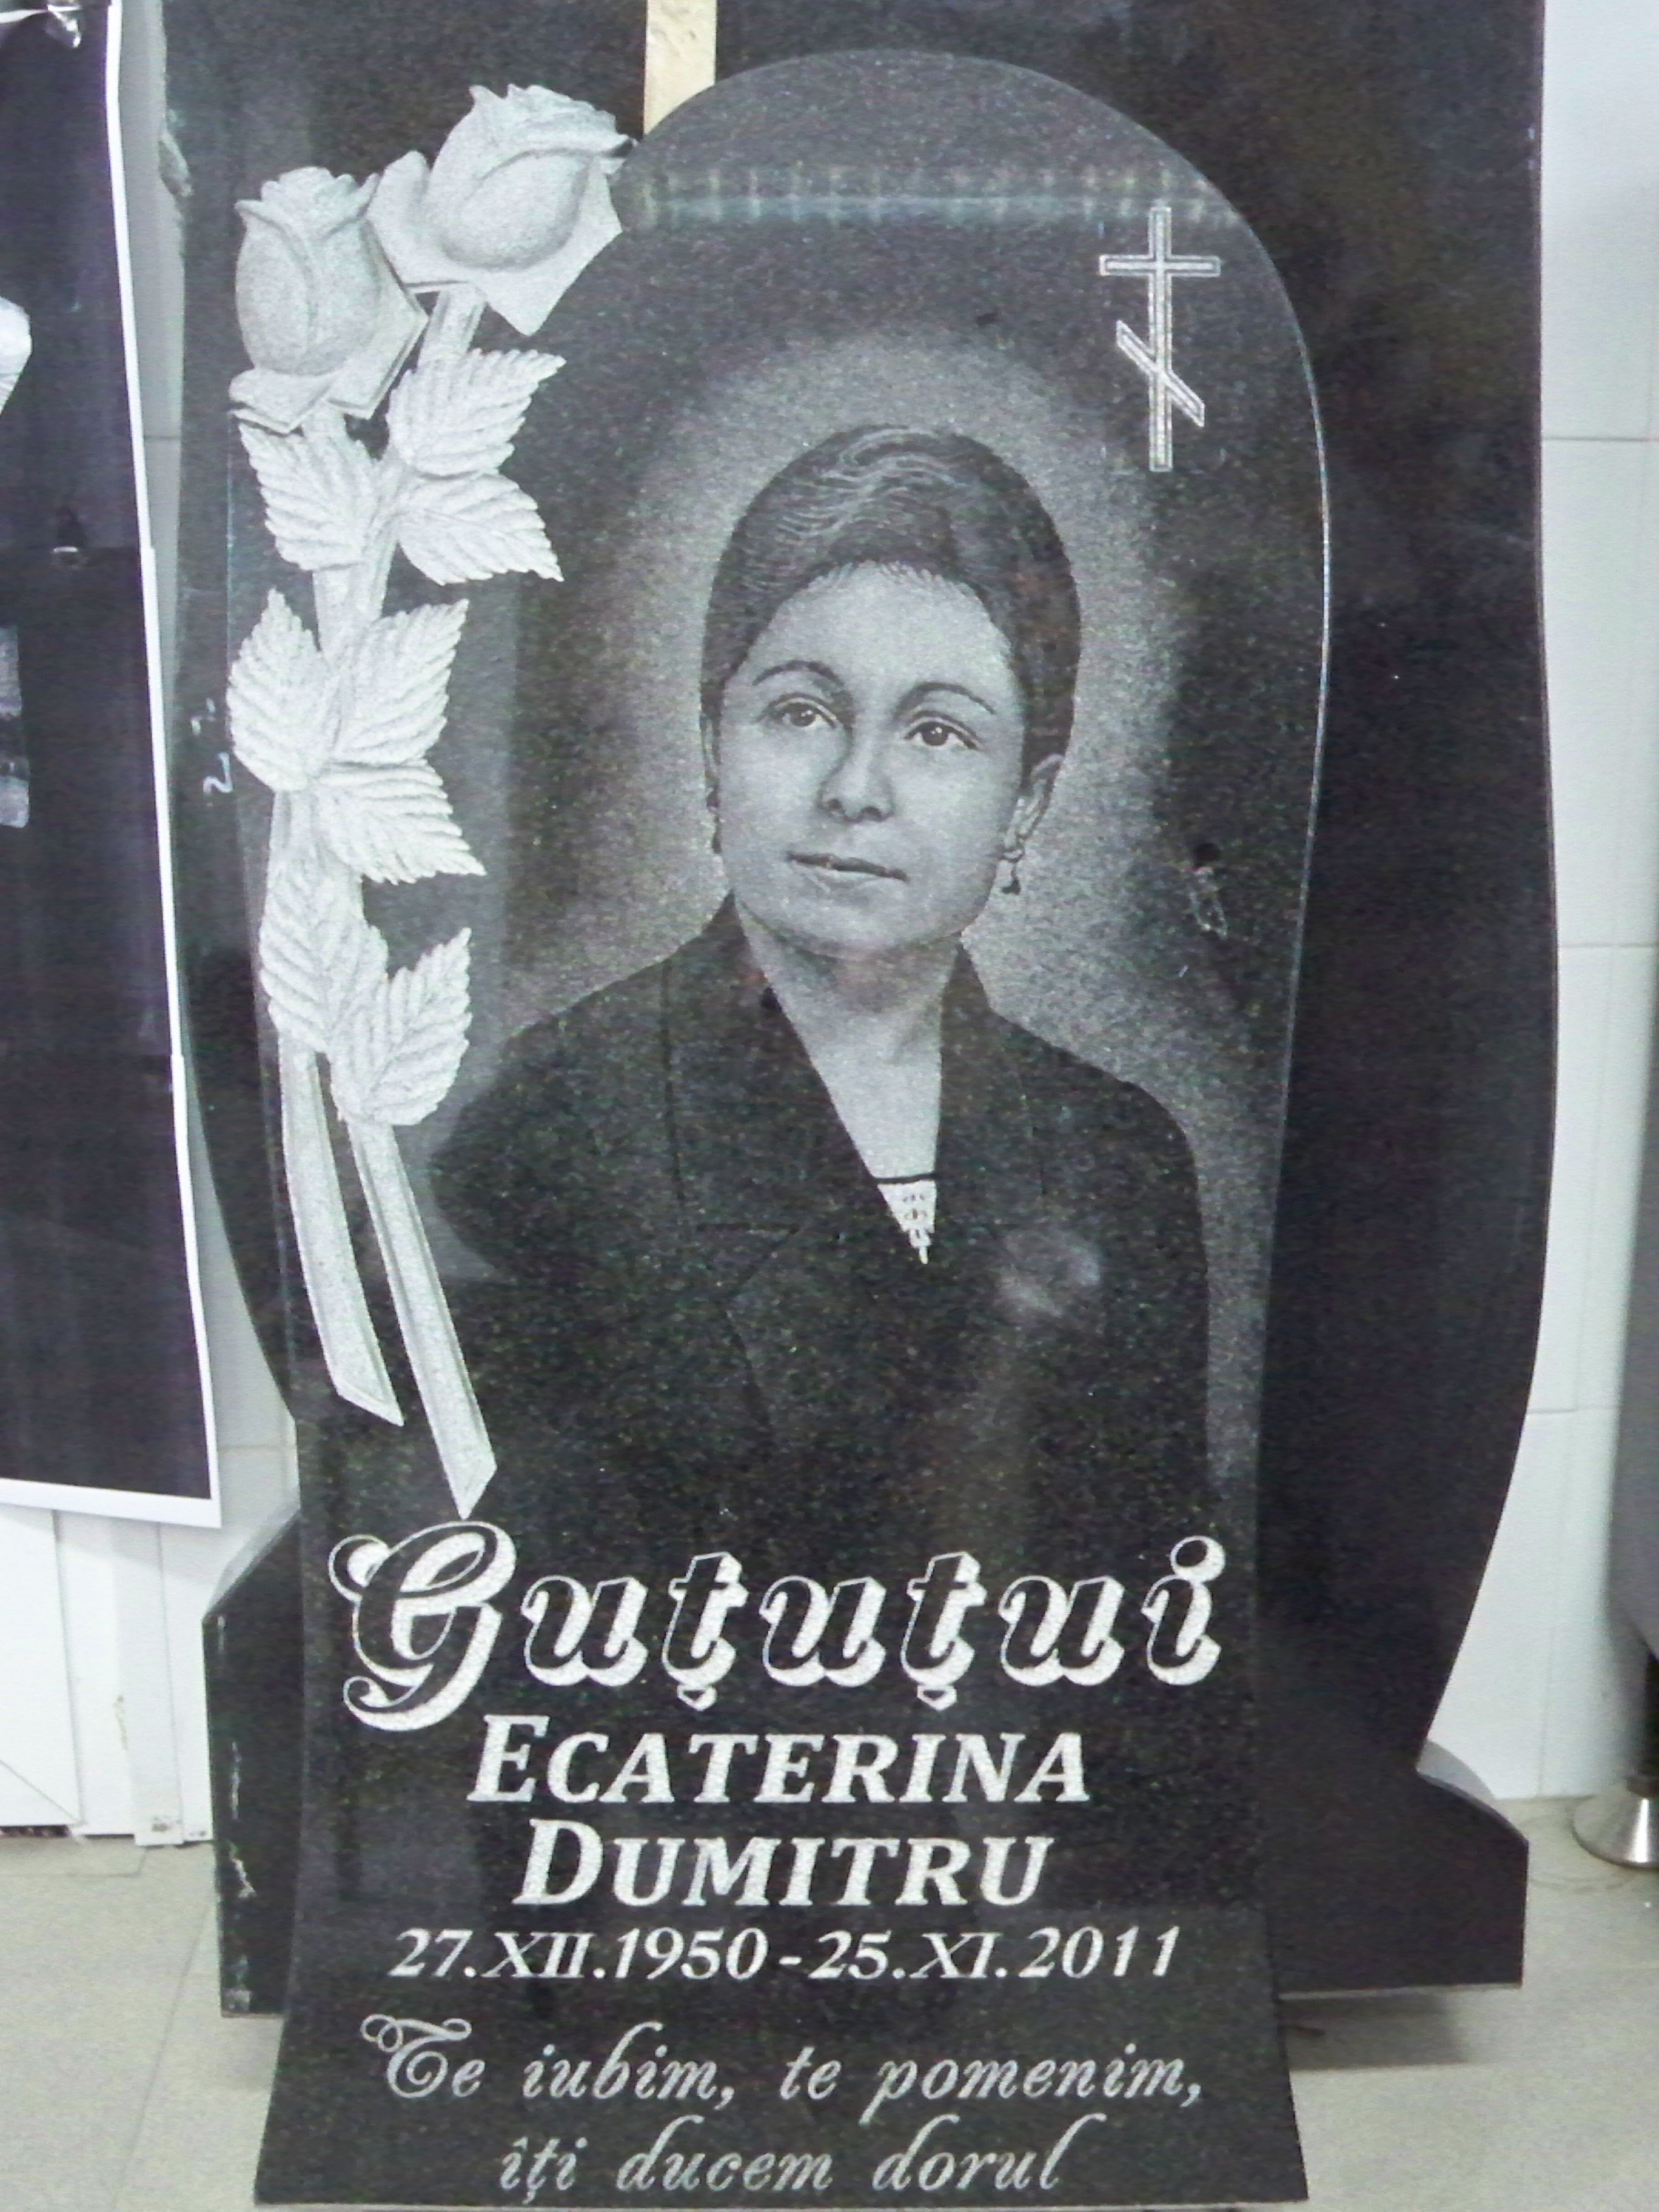 Guțuțui
ECATERINA
DUMITRU
27.XII.1950-25.XI.2011
Te iubim, te pomenim,
îți ducem dorul